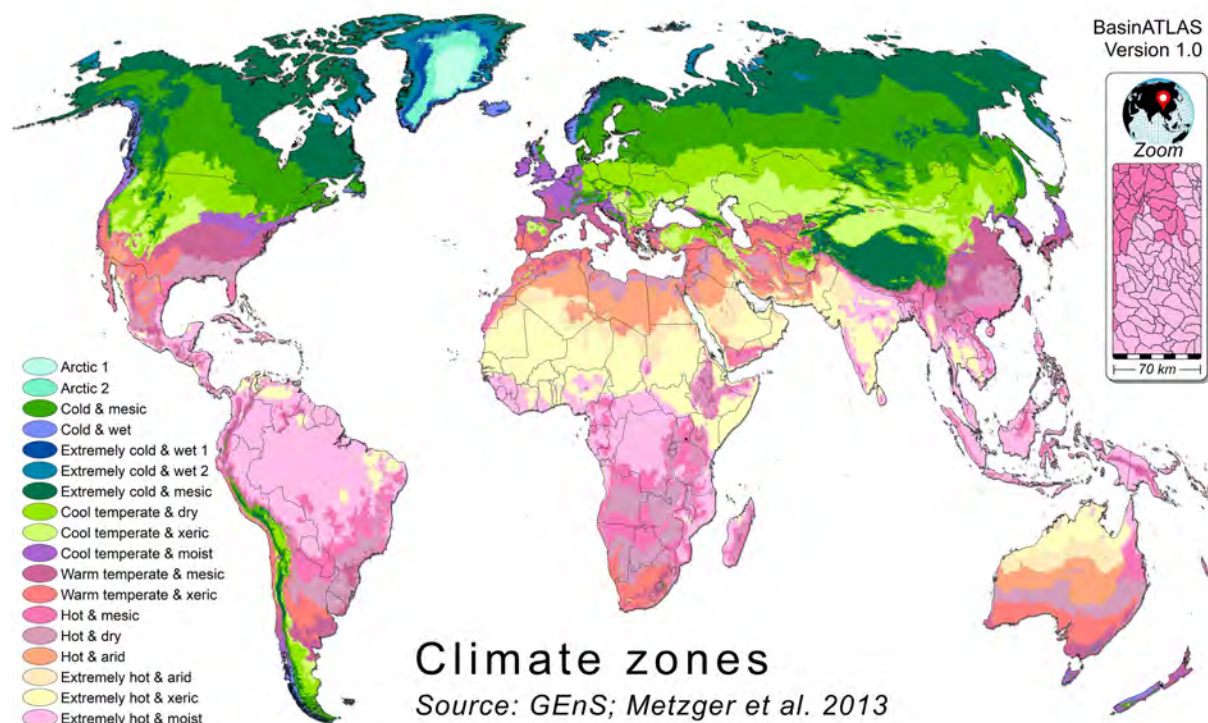 BasinATLAS
Version 1.0
Zoom
70 km
Arctic 1
Arctic 2
Cold & mesic
Cold & wet
Extremely cold & wet 1
Extremely cold & wet 2
Extremely cold & mesic
Cool temperate & dry
Cool temperate & xeric
Cool temperate & moist
Warm temperate & mesic
Warm temperate & xeric
Hot & mesic
Hot & dry
Hot & arid
Extremely hot & arid
Extremely hot & xeric
Extremely hot & moist
Climate zones
Source: GEnS; Metzger et al. 2013